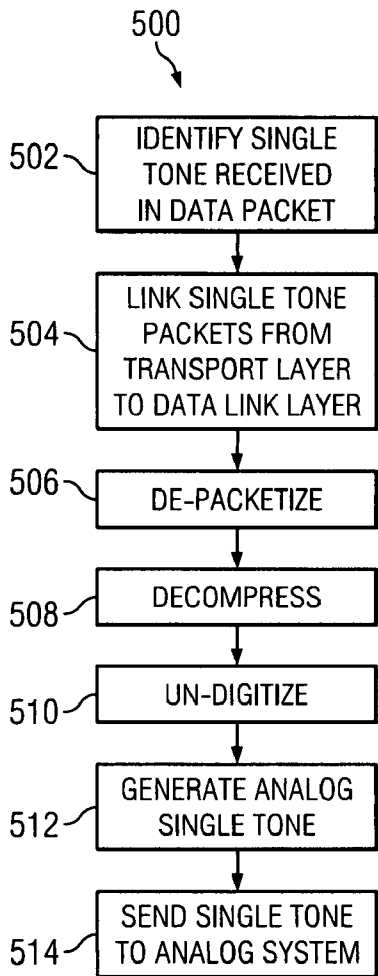 500
502
IDENTIFY SINGLE
TONE RECEIVED
IN DATA PACKET
504
LINK SINGLE TONE
PACKETS FROM
TRANSPORT LAYER
TO DATA LINK LAYER
506
DE-PACKETIZE
508
DECOMPRESS
510
UN-DIGITIZE
512
GENERATE ANALOG
SINGLE TONE
514
SEND SINGLE TONE
TO ANALOG SYSTEM